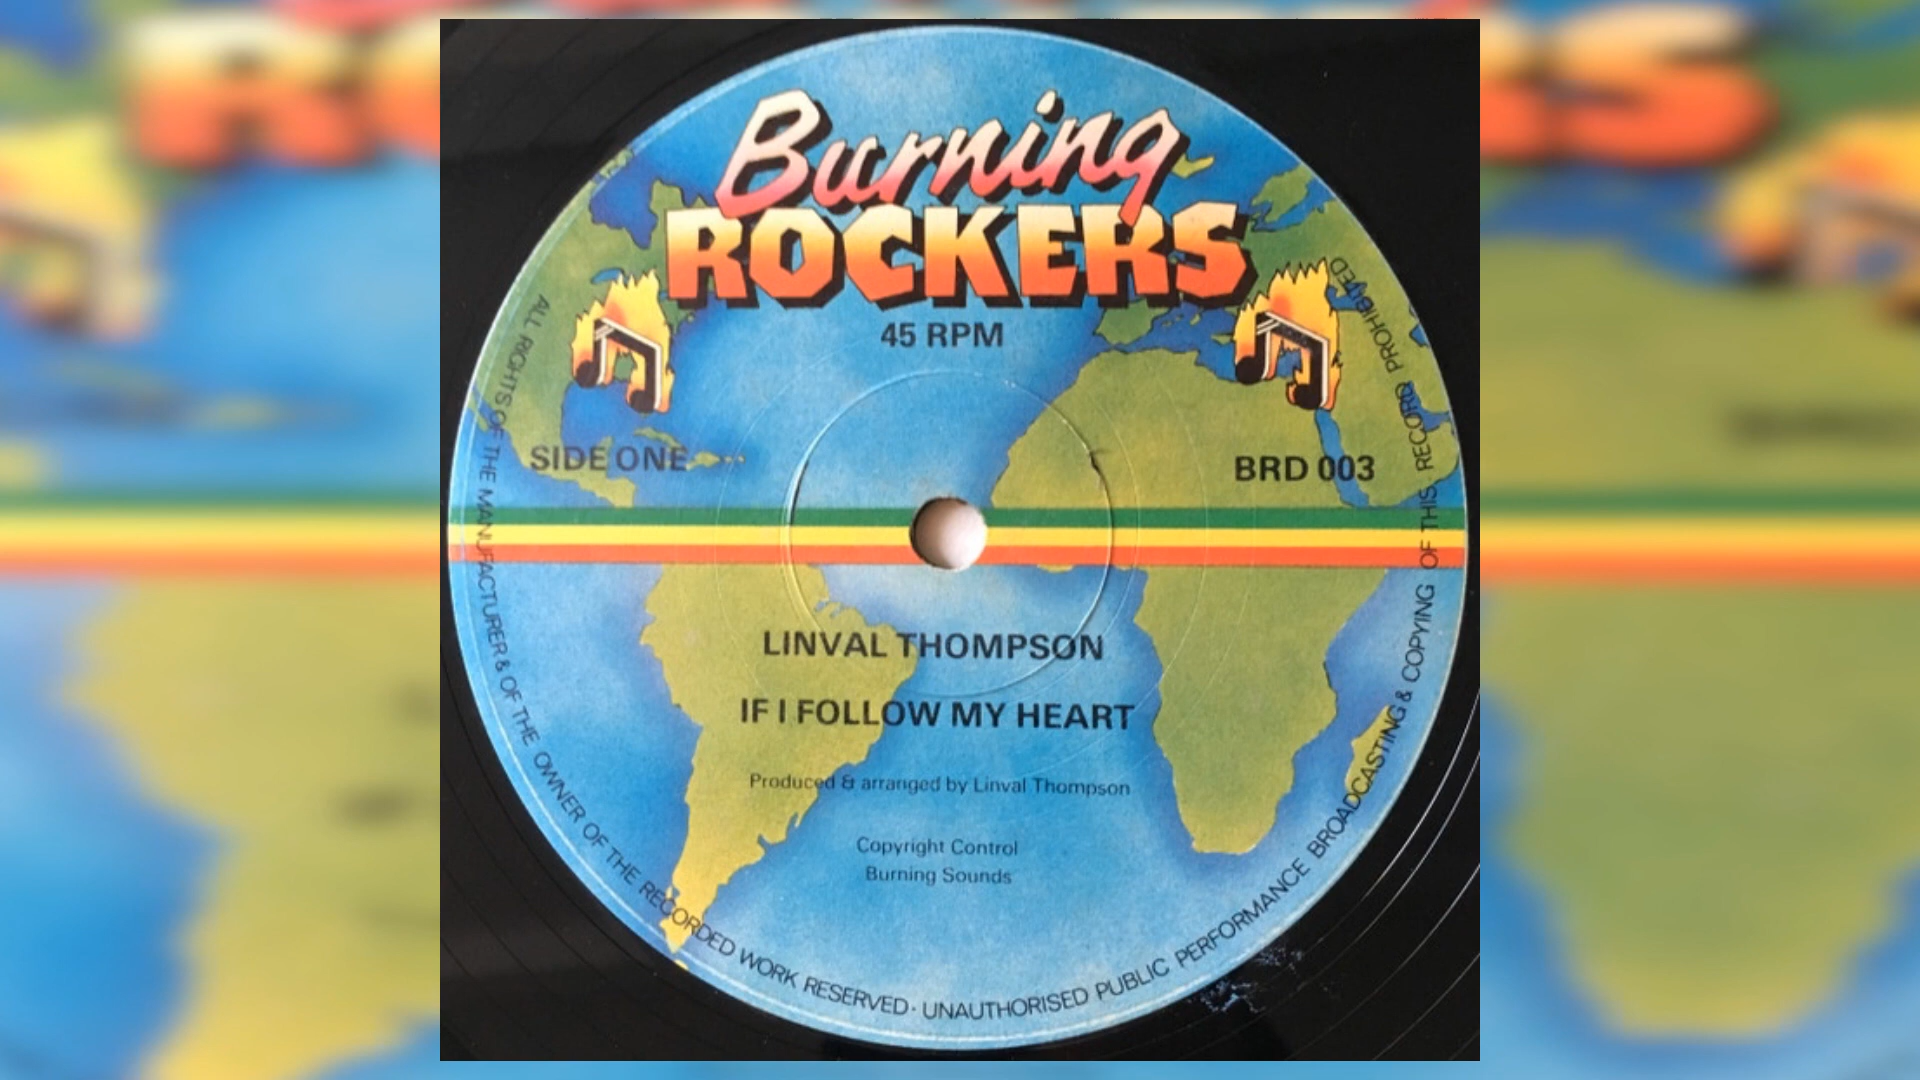 Burning
ROCKERS
45 RPM
SIDE ONE
BRD 003
LINVAL THOMPSON
IF I FOLLOW MY HEART
Produced & arranged by Linval Thompson
Copyright Control
Burning Sounds
ALL RIGHTS OF THE MANUFACTURER & OF THE OWNER OF THE RECORDED WORK RESERVED · UNAUTHORISED PUBLIC PERFORMANCE BROADCASTING & COPYING OF THIS RECORD PROHIBITED